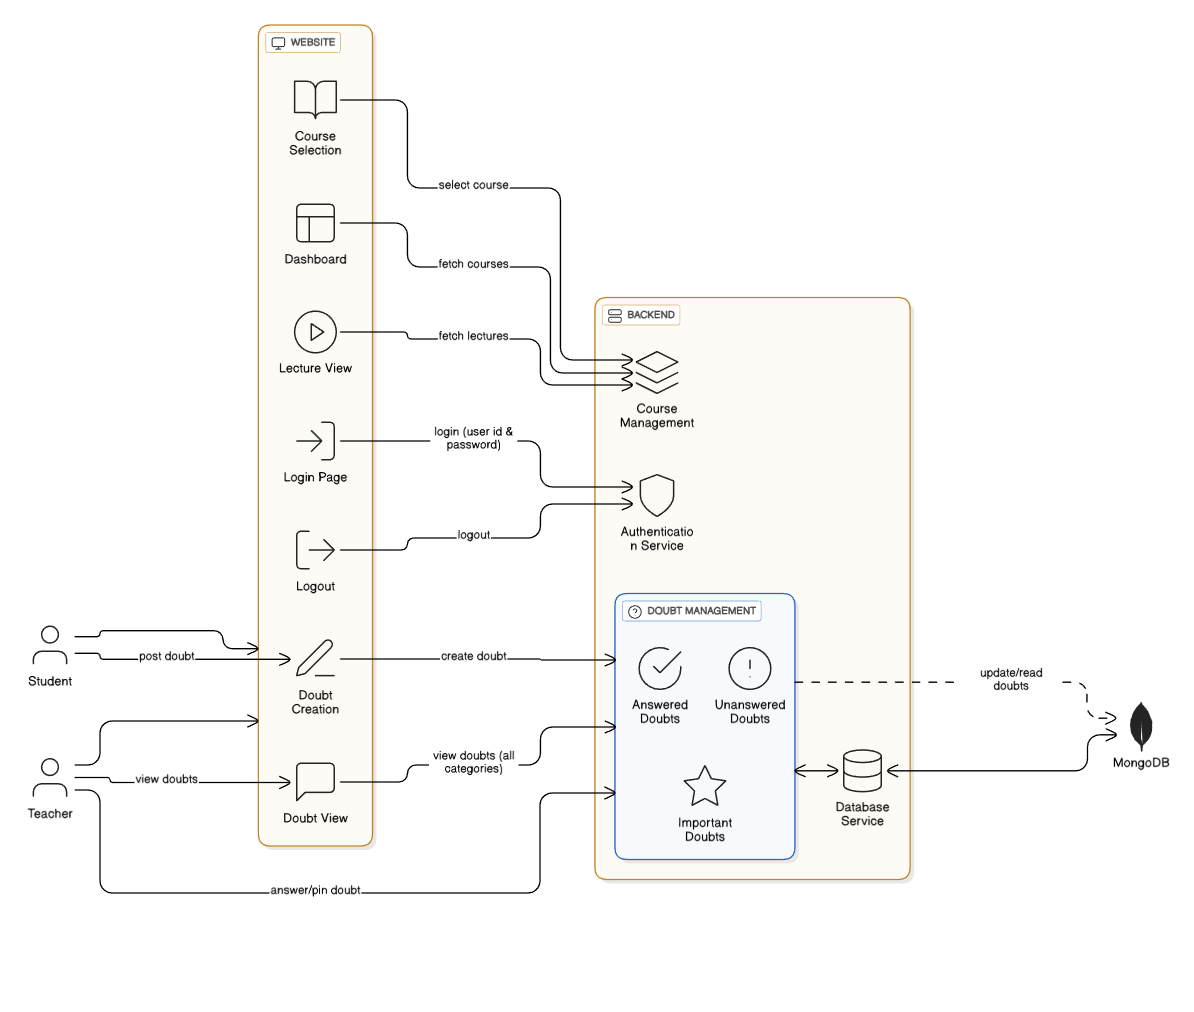 WEBSITE
Course
Selection
select course
Dashboard
fetch courses
BACKEND
Lecture View
fetch lectures
Course
Management
login (user id &
password)
Login Page
Authenticatio
n Service
logout
Logout
DOUBT MANAGEMENT
Student
post doubt
Doubt
Creation
create doubt
Answered
Doubts
Unanswered
Doubts
update/read
doubts
MongoDB
Teacher
view doubts
Doubt View
view doubts (all
categories)
Important
Doubts
Database
Service
answer/pin doubt